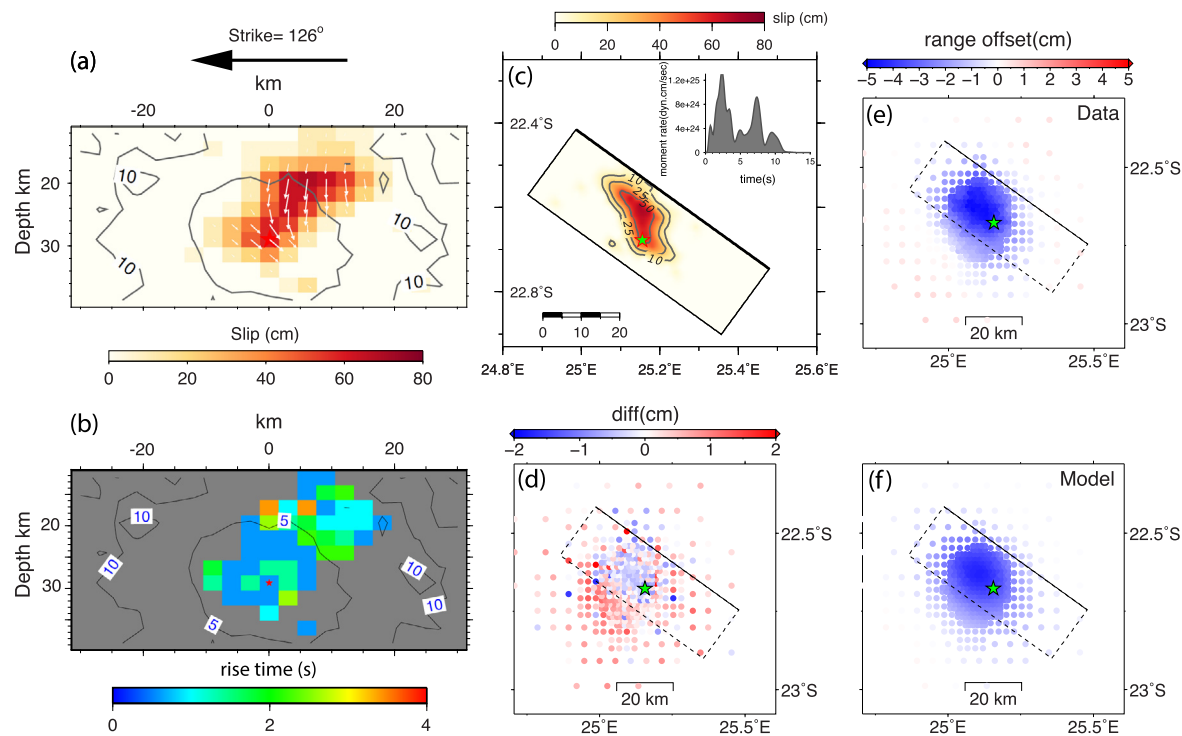 (a)
Strike= 126°
km
-20 0 20
Depth km
20
30
10
10
10
10
Slip (cm)
0 20 40 60 80
(b)
km
-20 0 20
Depth km
20
30
10
5
10
10
10
5
rise time (s)
0 2 4
slip (cm)
0 20 40 60 80
(c)
22.4°S
22.8°S
moment rate(dyn.cm/sec)
1.2e+25
8e+24
4e+24
0
0 5 10 15
time(s)
10
25
50
25
10
0 10 20
24.8°E 25°E 25.2°E 25.4°E 25.6°E
diff(cm)
-2 -1 0 1 2
(d)
22.5°S
23°S
20 km
25°E 25.5°E
range offset(cm)
-5 -4 -3 -2 -1 0 1 2 3 4 5
(e)
Data
22.5°S
23°S
20 km
25°E 25.5°E
(f)
Model
22.5°S
23°S
20 km
25°E 25.5°E